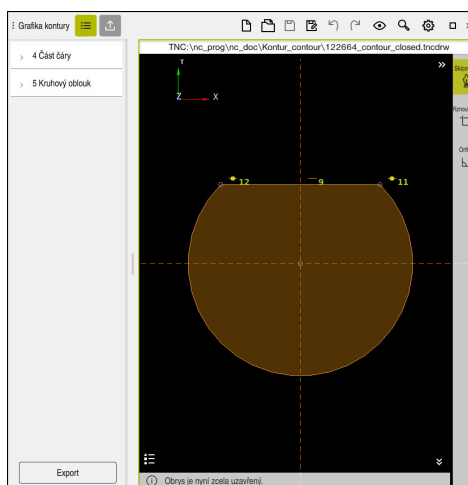 Grafika kontury
TNC:\nc_prog\nc_doc\Kontur_contour\122664_contour_closed.tncdrw
4 Část čáry
5 Kruhový oblouk
Y
Z
X
12
9
11
Export
Obrys je nyní zcela uzavřený.